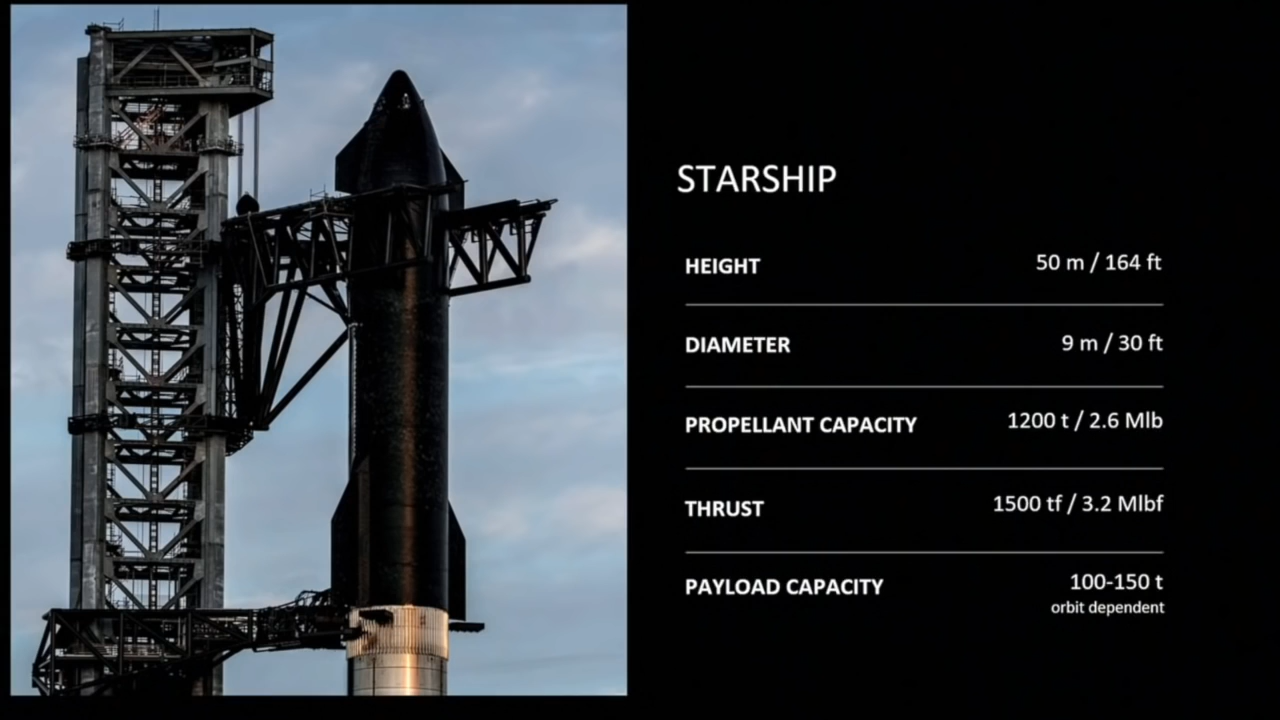 STARSHIP
HEIGHT 50 m / 164 ft
DIAMETER 9 m / 30 ft
PROPELLANT CAPACITY 1200 t / 2.6 Mlb
THRUST 1500 tf / 3.2 Mlbf
PAYLOAD CAPACITY 100-150 t
orbit dependent